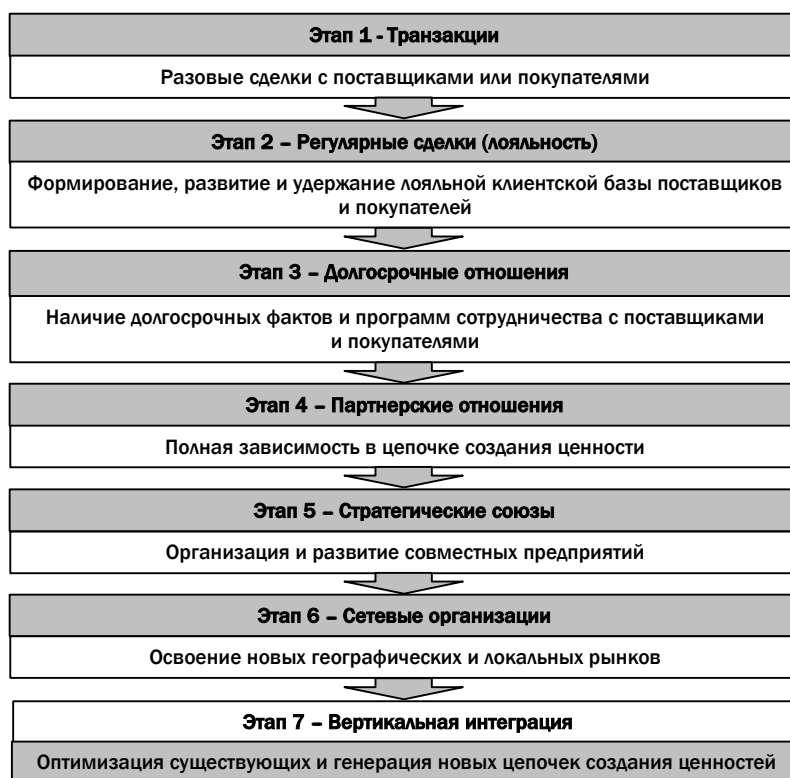 Этап 1 - Транзакции
Разовые сделки с поставщиками или покупателями
Этап 2 – Регулярные сделки (лояльность)
Формирование, развитие и удержание лояльной клиентской базы поставщиков
и покупателей
Этап 3 – Долгосрочные отношения
Наличие долгосрочных фактов и программ сотрудничества с поставщиками
и покупателями
Этап 4 – Партнерские отношения
Полная зависимость в цепочке создания ценности
Этап 5 – Стратегические союзы
Организация и развитие совместных предприятий
Этап 6 – Сетевые организации
Освоение новых географических и локальных рынков
Этап 7 – Вертикальная интеграция
Оптимизация существующих и генерация новых цепочек создания ценностей